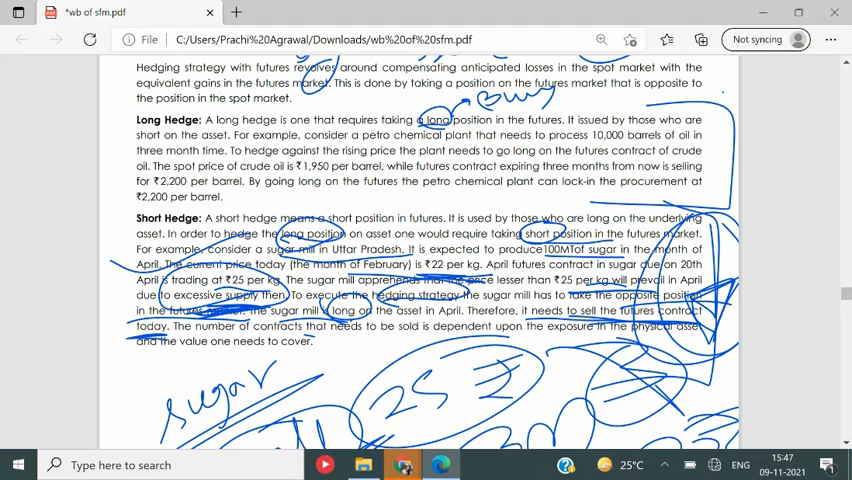 *wb of sfm.pdf
File
C:/Users/Prachi%20Agrawal/Downloads/wb%20of%20sfm.pdf
Not syncing
Hedging strategy with futures revolves around compensating anticipated losses in the spot market with the
equivalent gains in the futures market. This is done by taking a position on the futures market that is opposite to
the position in the spot market.
Long Hedge: A long hedge is one that requires taking a long position in the futures. It issued by those who are
short on the asset. For example, consider a petro chemical plant that needs to process 10,000 barrels of oil in
three month time. To hedge against the rising price the plant needs to go long on the futures contract of crude
oil. The spot price of crude oil is ₹1,950 per barrel, while futures contract expiring three months from now is selling
for ₹2,200 per barrel. By going long on the futures the petro chemical plant can lock-in the procurement at
₹2,200 per barrel.
Short Hedge: A short hedge means a short position in futures. It is used by those who are long on the underlying
asset. In order to hedge the long position on asset one would require taking short position in the futures market.
For example, consider a sugar mill in Uttar Pradesh. It is expected to produce 100MTof sugar in the month of
April. The current price today (the month of February) is ₹22 per kg. April futures contract in sugar due on 20th
April is trading at ₹25 per kg. The sugar mill apprehends that the price lesser than ₹25 per kg will prevail in April
due to excessive supply then. To execute the hedging strategy the sugar mill has to take the opposite position
in the futures The sugar mill is long on the asset in April. Therefore, it needs to sell the futures contract
today. The number of contracts that needs to be sold is dependent upon the exposure in the physical asset
and the value one needs to cover.
sugar
25 ₹
Type here to search
25°C
ENG
15:47
09-11-2021